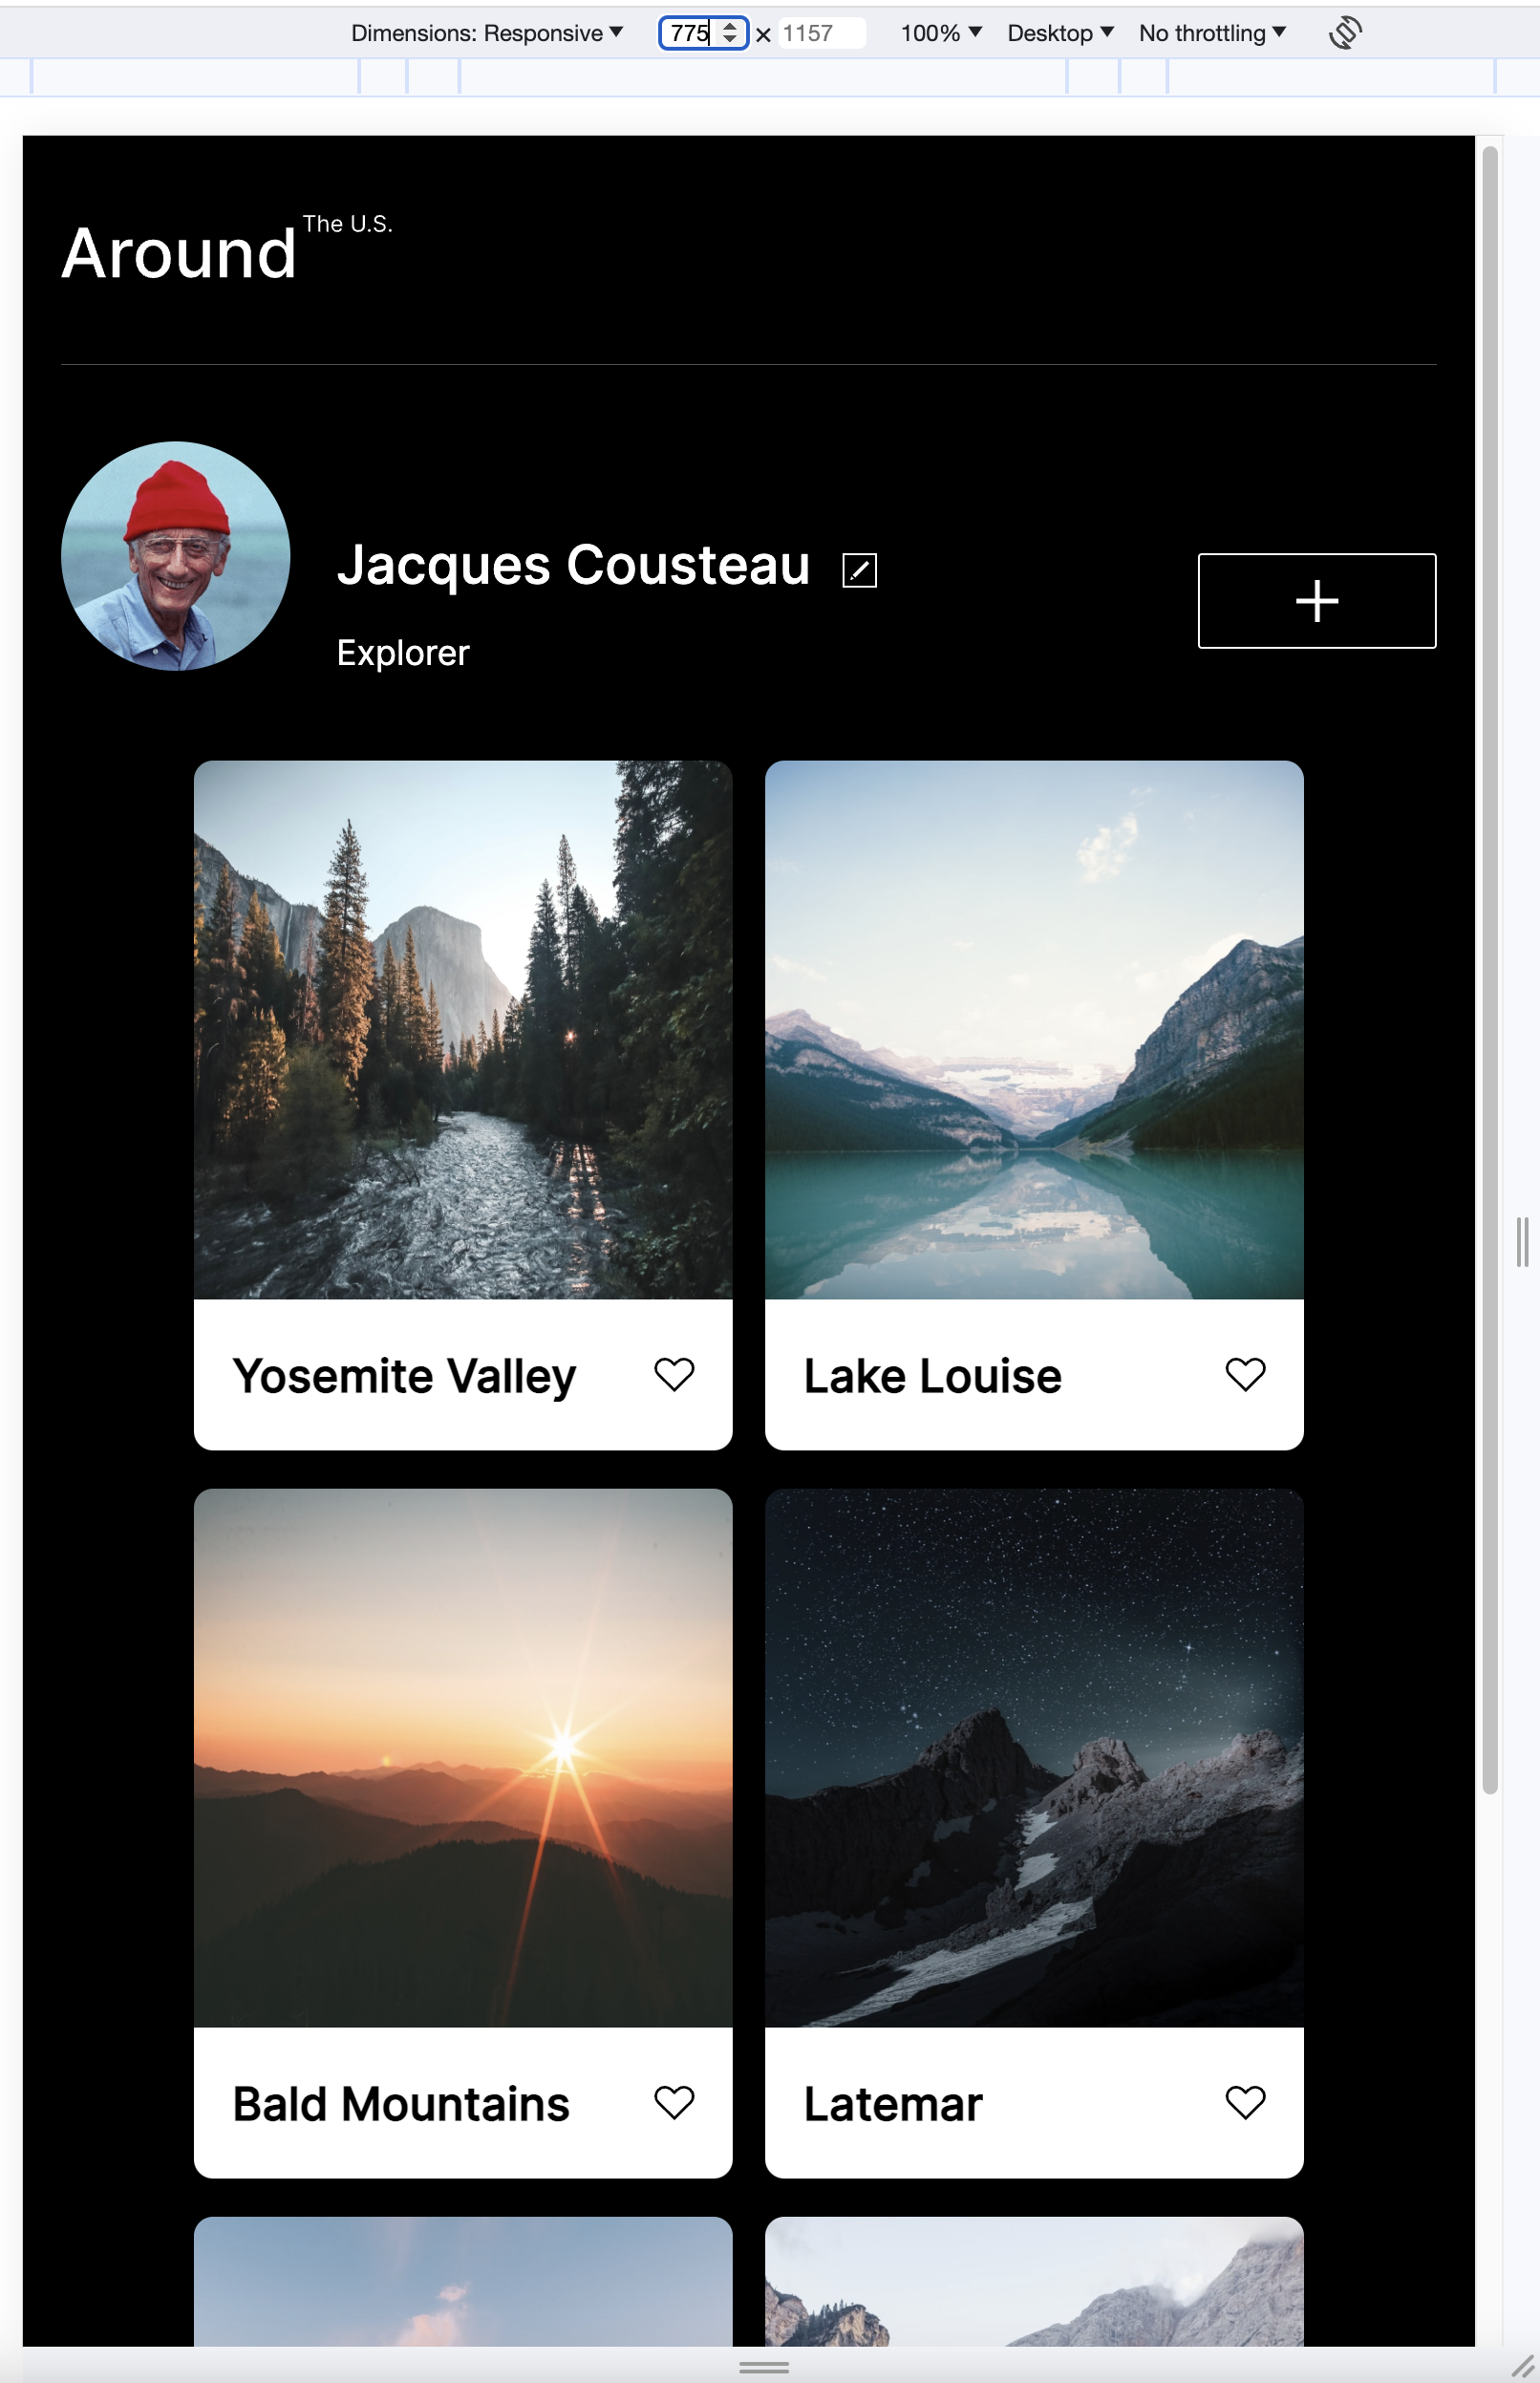 Dimensions: Responsive 775 × 1157 100% Desktop No throttling
Around The U.S.
Jacques Cousteau
Explorer
Yosemite Valley
Lake Louise
Bald Mountains
Latemar